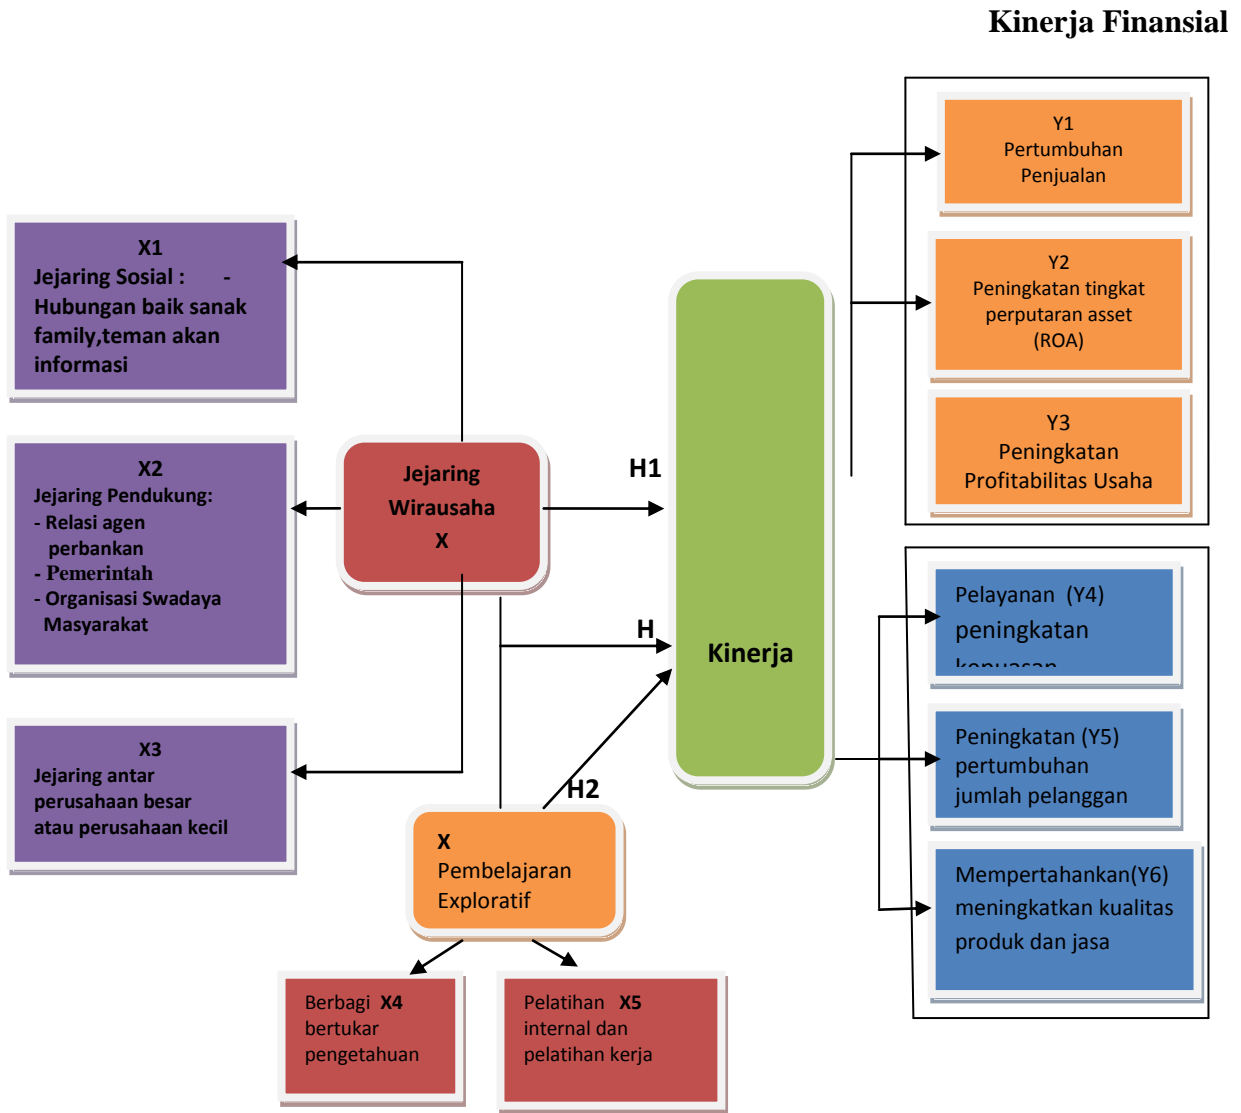 Kinerja Finansial
Y1
Pertumbuhan
Penjualan
X1
Jejaring Sosial : -
Hubungan baik sanak
family,teman akan
informasi
Y2
Peningkatan tingkat
perputaran asset
(ROA)
Y3
Peningkatan
Profitabilitas Usaha
X2
Jejaring Pendukung:
- Relasi agen
perbankan
- Pemerintah
- Organisasi Swadaya
Masyarakat
Jejaring
Wirausaha
X
H1
H
Kinerja
Pelayanan (Y4)
peningkatan
kepuasan
X3
Jejaring antar
perusahaan besar
atau perusahaan kecil
H2
Peningkatan (Y5)
pertumbuhan
jumlah pelanggan
X
Pembelajaran
Exploratif
Mempertahankan(Y6)
meningkatkan kualitas
produk dan jasa
Berbagi X4
bertukar
pengetahuan
Pelatihan X5
internal dan
pelatihan kerja